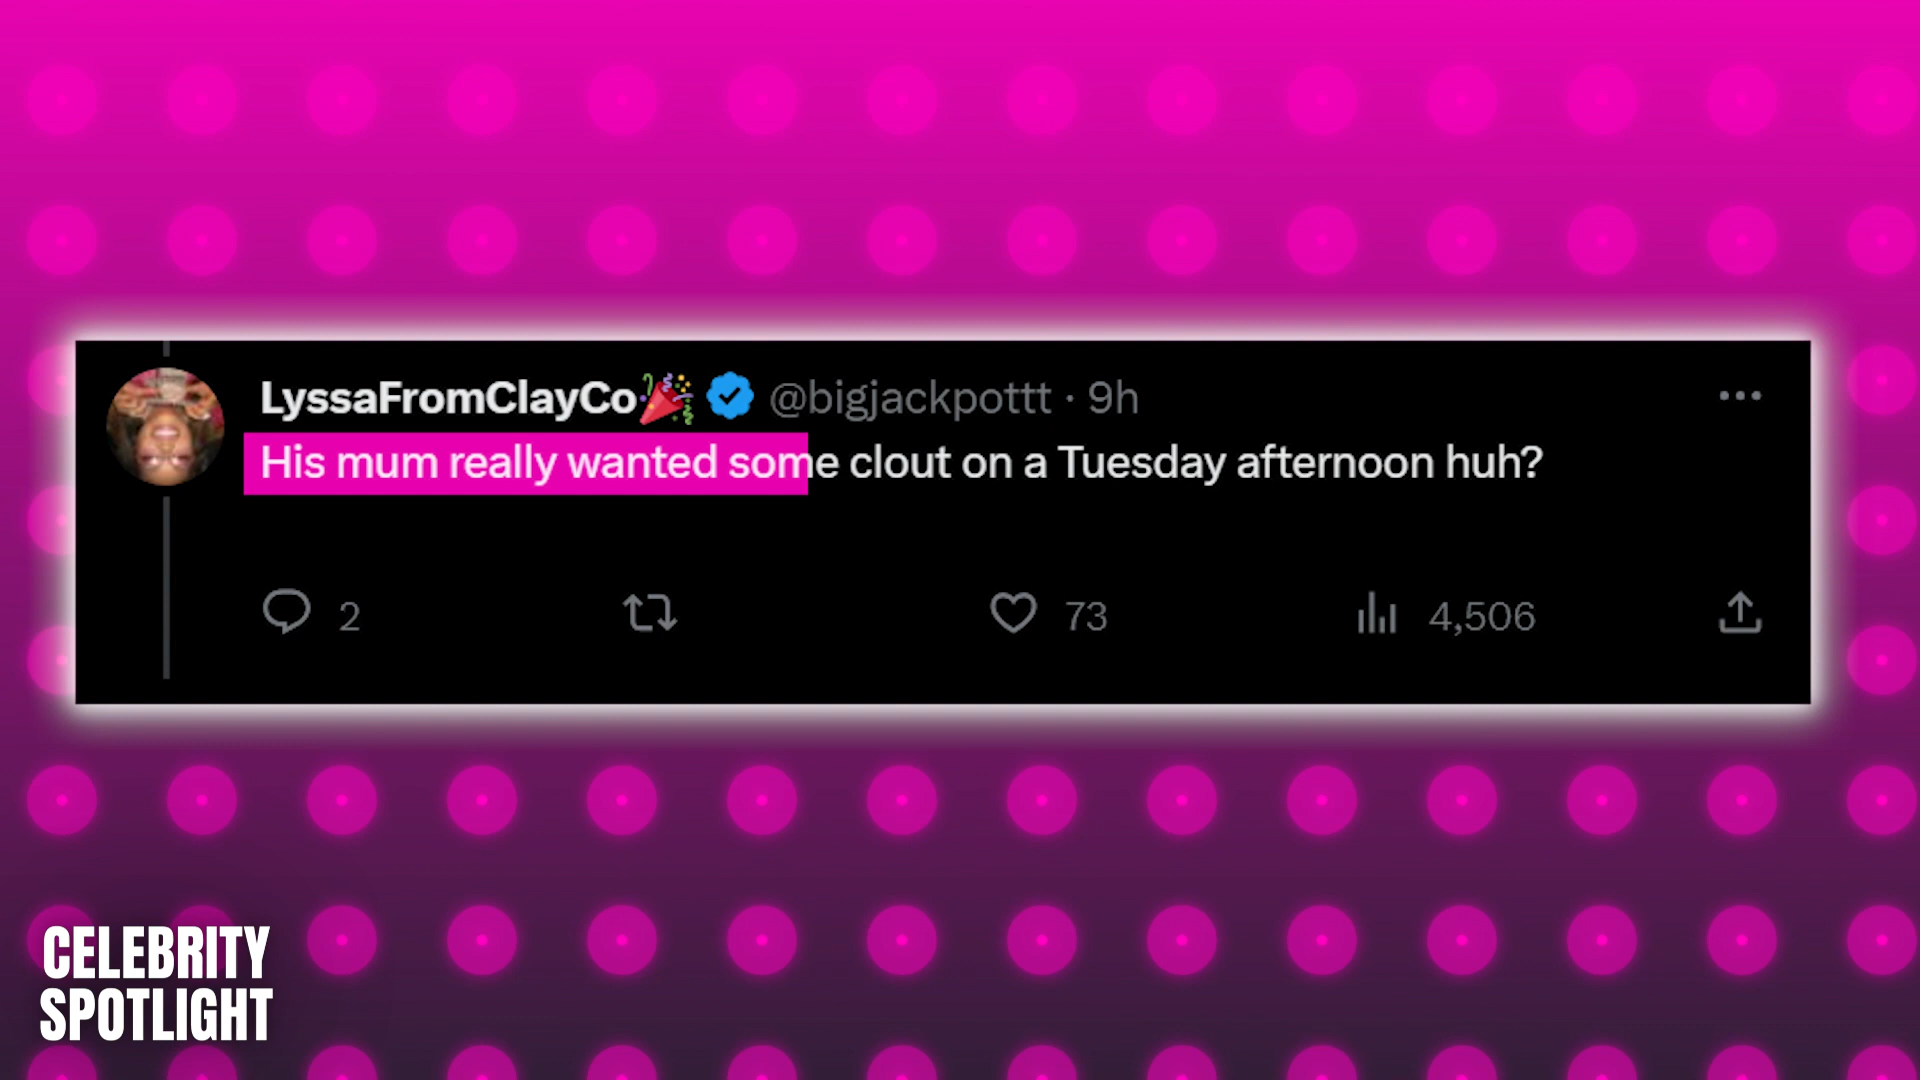 LyssaFromClayCo🎉 @bigjackpottt · 9h
His mum really wanted some clout on a Tuesday afternoon huh?
2 73 4,506
CELEBRITY
SPOTLIGHT